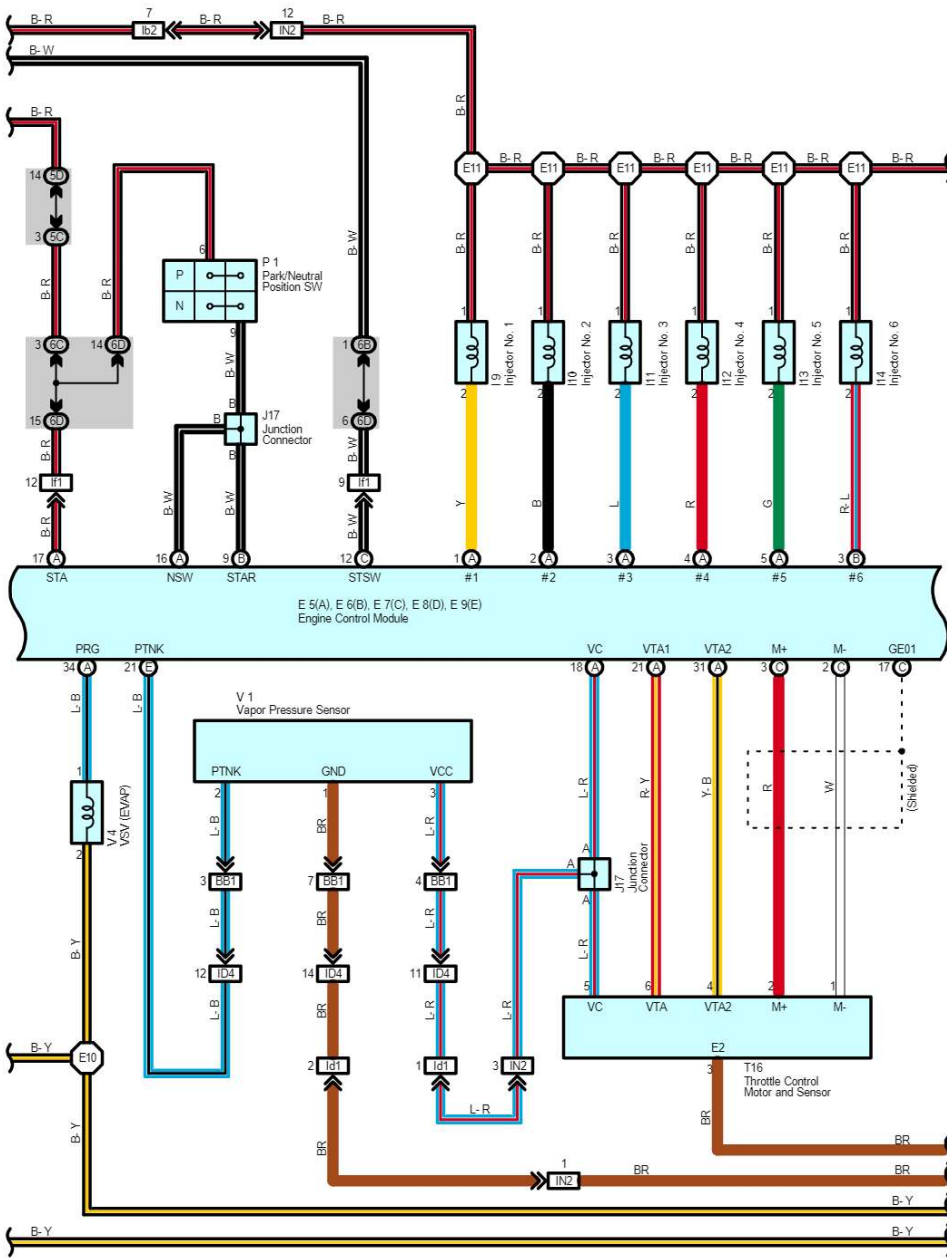 7
12
B- R
Ib2
B- R
IN2
B- R
B- W
B- R
B- R
E11
B- R
E11
B- R
E11
B- R
E11
B- R
E11
B- R
E11
B- R
14
5D
3
5C
B- R
B- R
6
P 1
Park/Neutral
Position SW
P
N
9
B- W
B- W
B- R
B- R
B- R
B- R
B- R
B- R
1
1
1
1
1
1
I 9
Injector No. 1
I10
Injector No. 2
I11
Injector No. 3
I12
Injector No. 4
I13
Injector No. 5
I14
Injector No. 6
2
2
2
2
2
2
3
6C
14
6D
1
6B
15
6D
6
6D
B
B
B
J17
Junction
Connector
B- R
B- W
12
If1
9
If1
B- R
B- W
B- W
B- W
Y
B
L
R
G
R- L
17
A
16
A
9
B
12
C
1
A
2
A
3
A
4
A
5
A
3
B
STA
NSW
STAR
STSW
#1
#2
#3
#4
#5
#6
E 5(A), E 6(B), E 7(C), E 8(D), E 9(E)
Engine Control Module
PRG
PTNK
VC
VTA1
VTA2
M+
M-
GE01
34
A
21
E
18
A
21
A
31
A
3
C
2
C
17
C
L- B
L- B
V 1
Vapor Pressure Sensor
PTNK
GND
VCC
2
1
3
1
V 4
VSV (EVAP)
2
L- B
BR
L- R
L- R
R- Y
Y- B
R
W
(Shielded)
3
BB1
7
BB1
4
BB1
A
A
A
J17
Junction
Connector
L- B
BR
L- R
L- R
12
ID4
14
ID4
11
ID4
B- Y
L- B
BR
L- R
L- R
5
6
4
2
1
VC
VTA
VTA2
M+
M-
E2
3
T16
Throttle Control
Motor and Sensor
B- Y
E10
2
Id1
1
Id1
3
IN2
L- R
B- Y
BR
BR
BR
1
IN2
BR
BR
B- Y
B- Y
B- Y